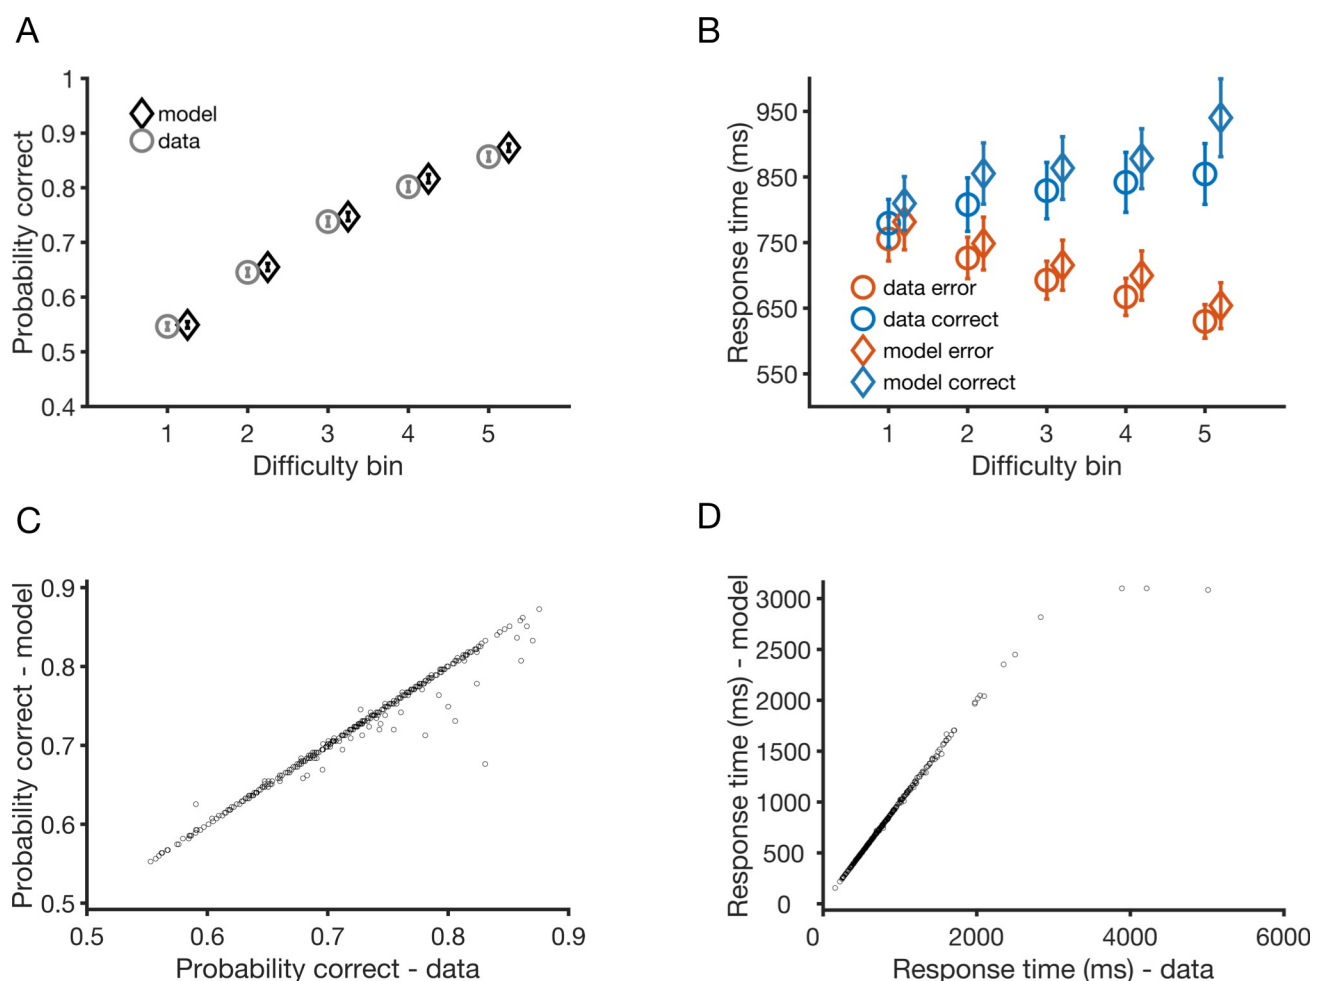 A
Probability correct
1
0.9
0.8
0.7
0.6
0.5
0.4
model
data
1 2 3 4 5
Difficulty bin
B
Response time (ms)
950
850
750
650
550
data error
data correct
model error
model correct
1 2 3 4 5
Difficulty bin
C
Probability correct - model
0.9
0.8
0.7
0.6
0.5
0.5 0.6 0.7 0.8 0.9
Probability correct - data
D
Response time (ms) - model
3000
2500
2000
1500
1000
500
0
0 2000 4000 6000
Response time (ms) - data